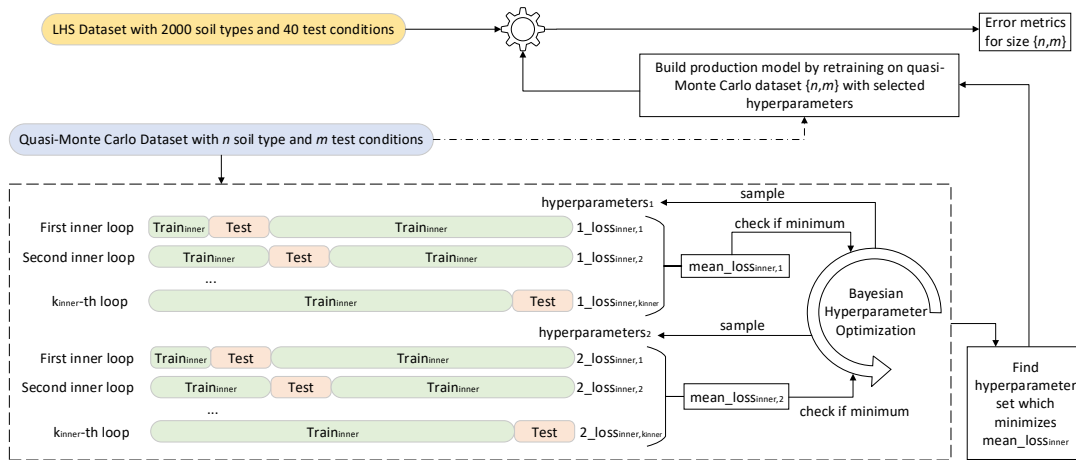 LHS Dataset with 2000 soil types and 40 test conditions
Error metrics
for size {n,m}
Build production model by retraining on quasi-
Monte Carlo dataset {n,m} with selected
hyperparameters
Quasi-Monte Carlo Dataset with n soil type and m test conditions
hyperparameters1
sample
First inner loop
Traininner
Test
Traininner
1_lossinner,1
check if minimum
Second inner loop
Traininner
Test
Traininner
1_lossinner,2
mean_lossinner,1
...
kinner-th loop
Traininner
Test
1_lossinner,kinner
Bayesian
Hyperparameter
Optimization
hyperparameters2
sample
First inner loop
Traininner
Test
Traininner
2_lossinner,1
Second inner loop
Traininner
Test
Traininner
2_lossinner,2
mean_lossinner,2
check if minimum
...
kinner-th loop
Traininner
Test
2_lossinner,kinner
Find
hyperparameter
set which
minimizes
mean_lossinner